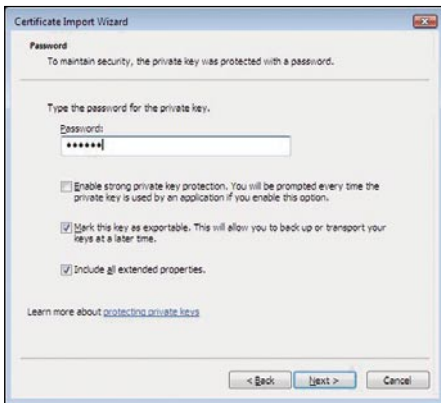 Certificate Import Wizard
Password
To maintain security, the private key was protected with a password.
Type the password for the private key.
Password:
••••••
Enable strong private key protection. You will be prompted every time the
private key is used by an application if you enable this option.
Mark this key as exportable. This will allow you to back up or transport your
keys at a later time.
Include all extended properties.
Learn more about protecting private keys
< Back Next > Cancel